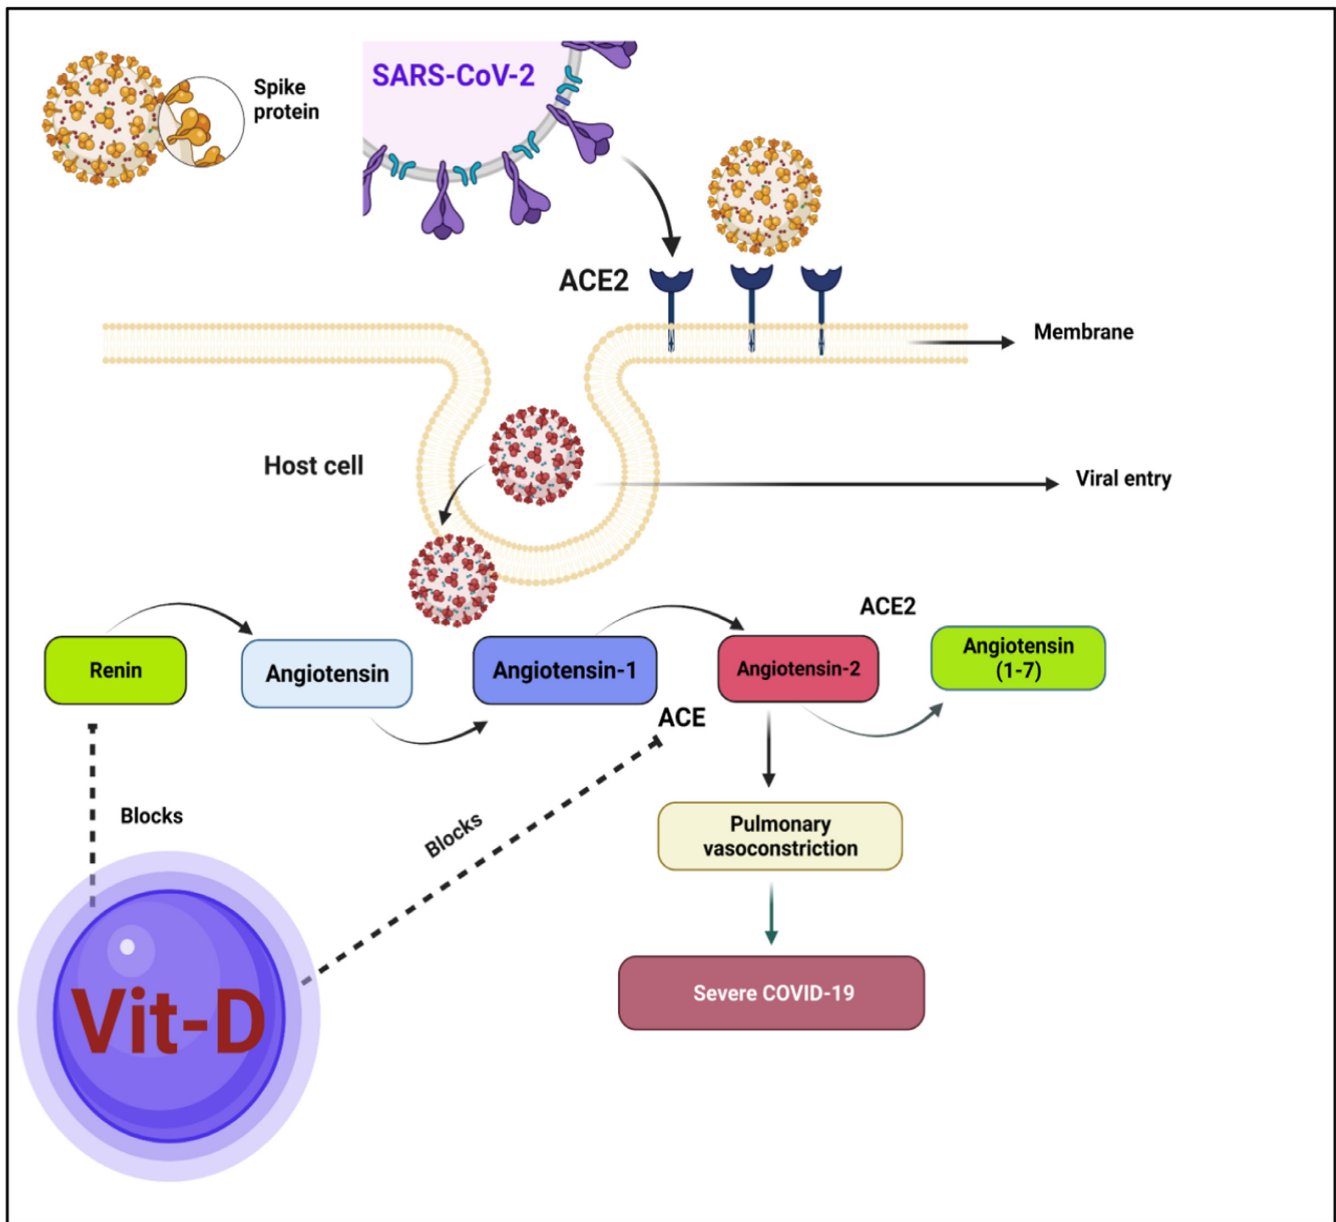 Spike
protein
SARS-CoV-2
ACE2
Membrane
Host cell
Viral entry
ACE2
Renin
Angiotensin
Angiotensin-1
Angiotensin-2
Angiotensin
(1-7)
ACE
Blocks
Blocks
Pulmonary
vasoconstriction
Vit-D
Severe COVID-19